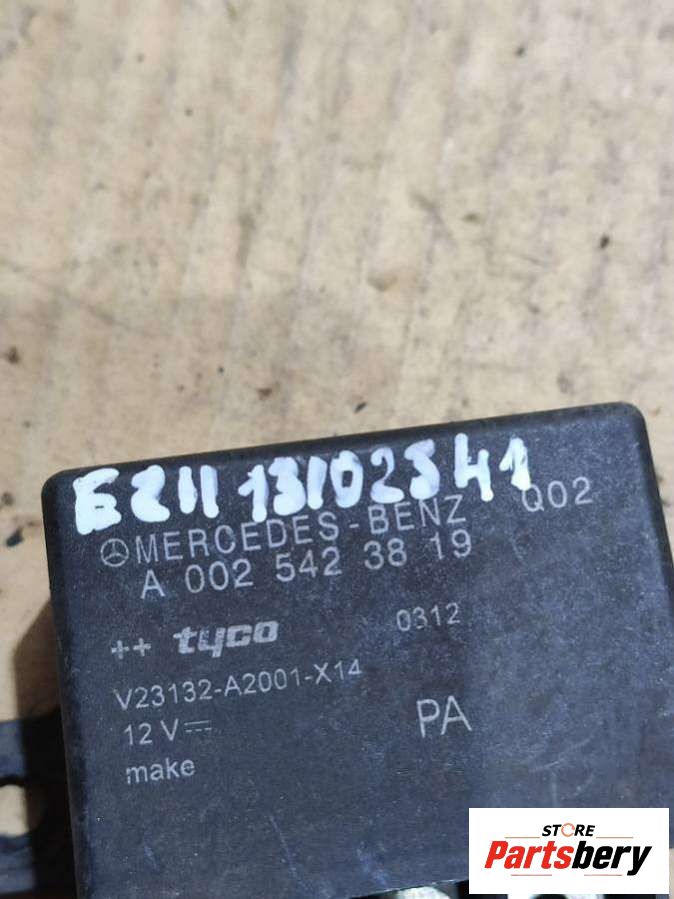 E211 13102541
MERCEDES-BENZ Q02
A 002 542 38 19
++ tyco 0312
V23132-A2001-X14
12 V
PA
make
STORE
Partsbery